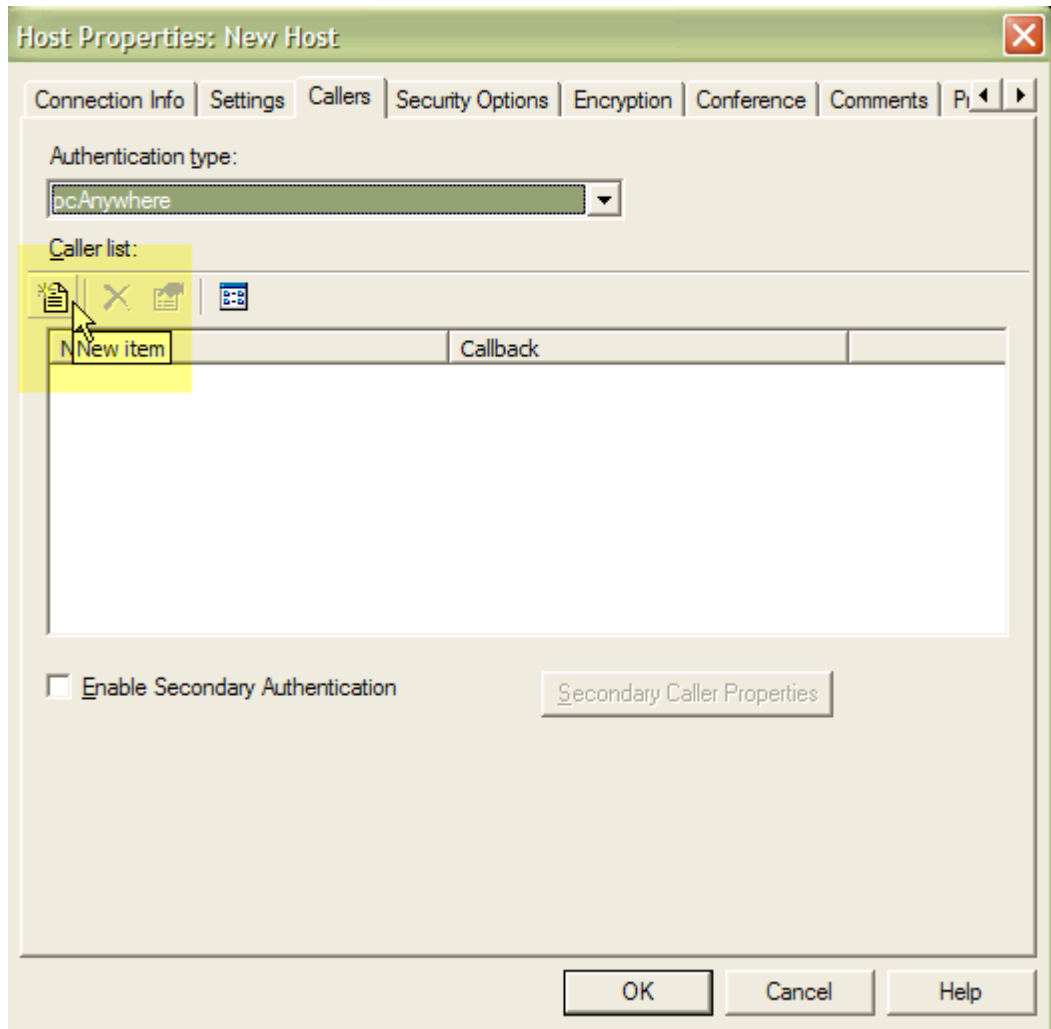 Host Properties: New Host
Connection Info Settings Callers Security Options Encryption Conference Comments
Authentication type:
pcAnywhere
Caller list:
New item Callback
Enable Secondary Authentication Secondary Caller Properties
OK Cancel Help